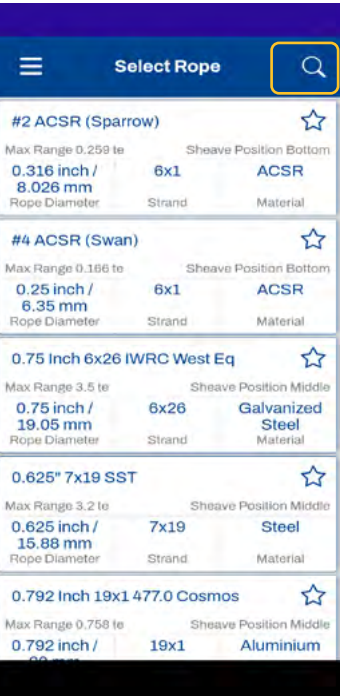 Select Rope
#2 ACSR (Sparrow)
Max Range 0.259 te Sheave Position Bottom
0.316 inch / 6x1 ACSR
8.026 mm
Rope Diameter Strand Material
#4 ACSR (Swan)
Max Range 0.166 te Sheave Position Bottom
0.25 inch / 6x1 ACSR
6.35 mm
Rope Diameter Strand Material
0.75 Inch 6x26 IWRC West Eq
Max Range 3.5 te Sheave Position Middle
0.75 inch / 6x26 Galvanized
19.05 mm Steel
Rope Diameter Strand Material
0.625" 7x19 SST
Max Range 3.2 te Sheave Position Middle
0.625 inch / 7x19 Steel
15.88 mm
Rope Diameter Strand Material
0.792 Inch 19x1 477.0 Cosmos
Max Range 0.758 te Sheave Position Middle
0.792 inch / 19x1 Aluminium